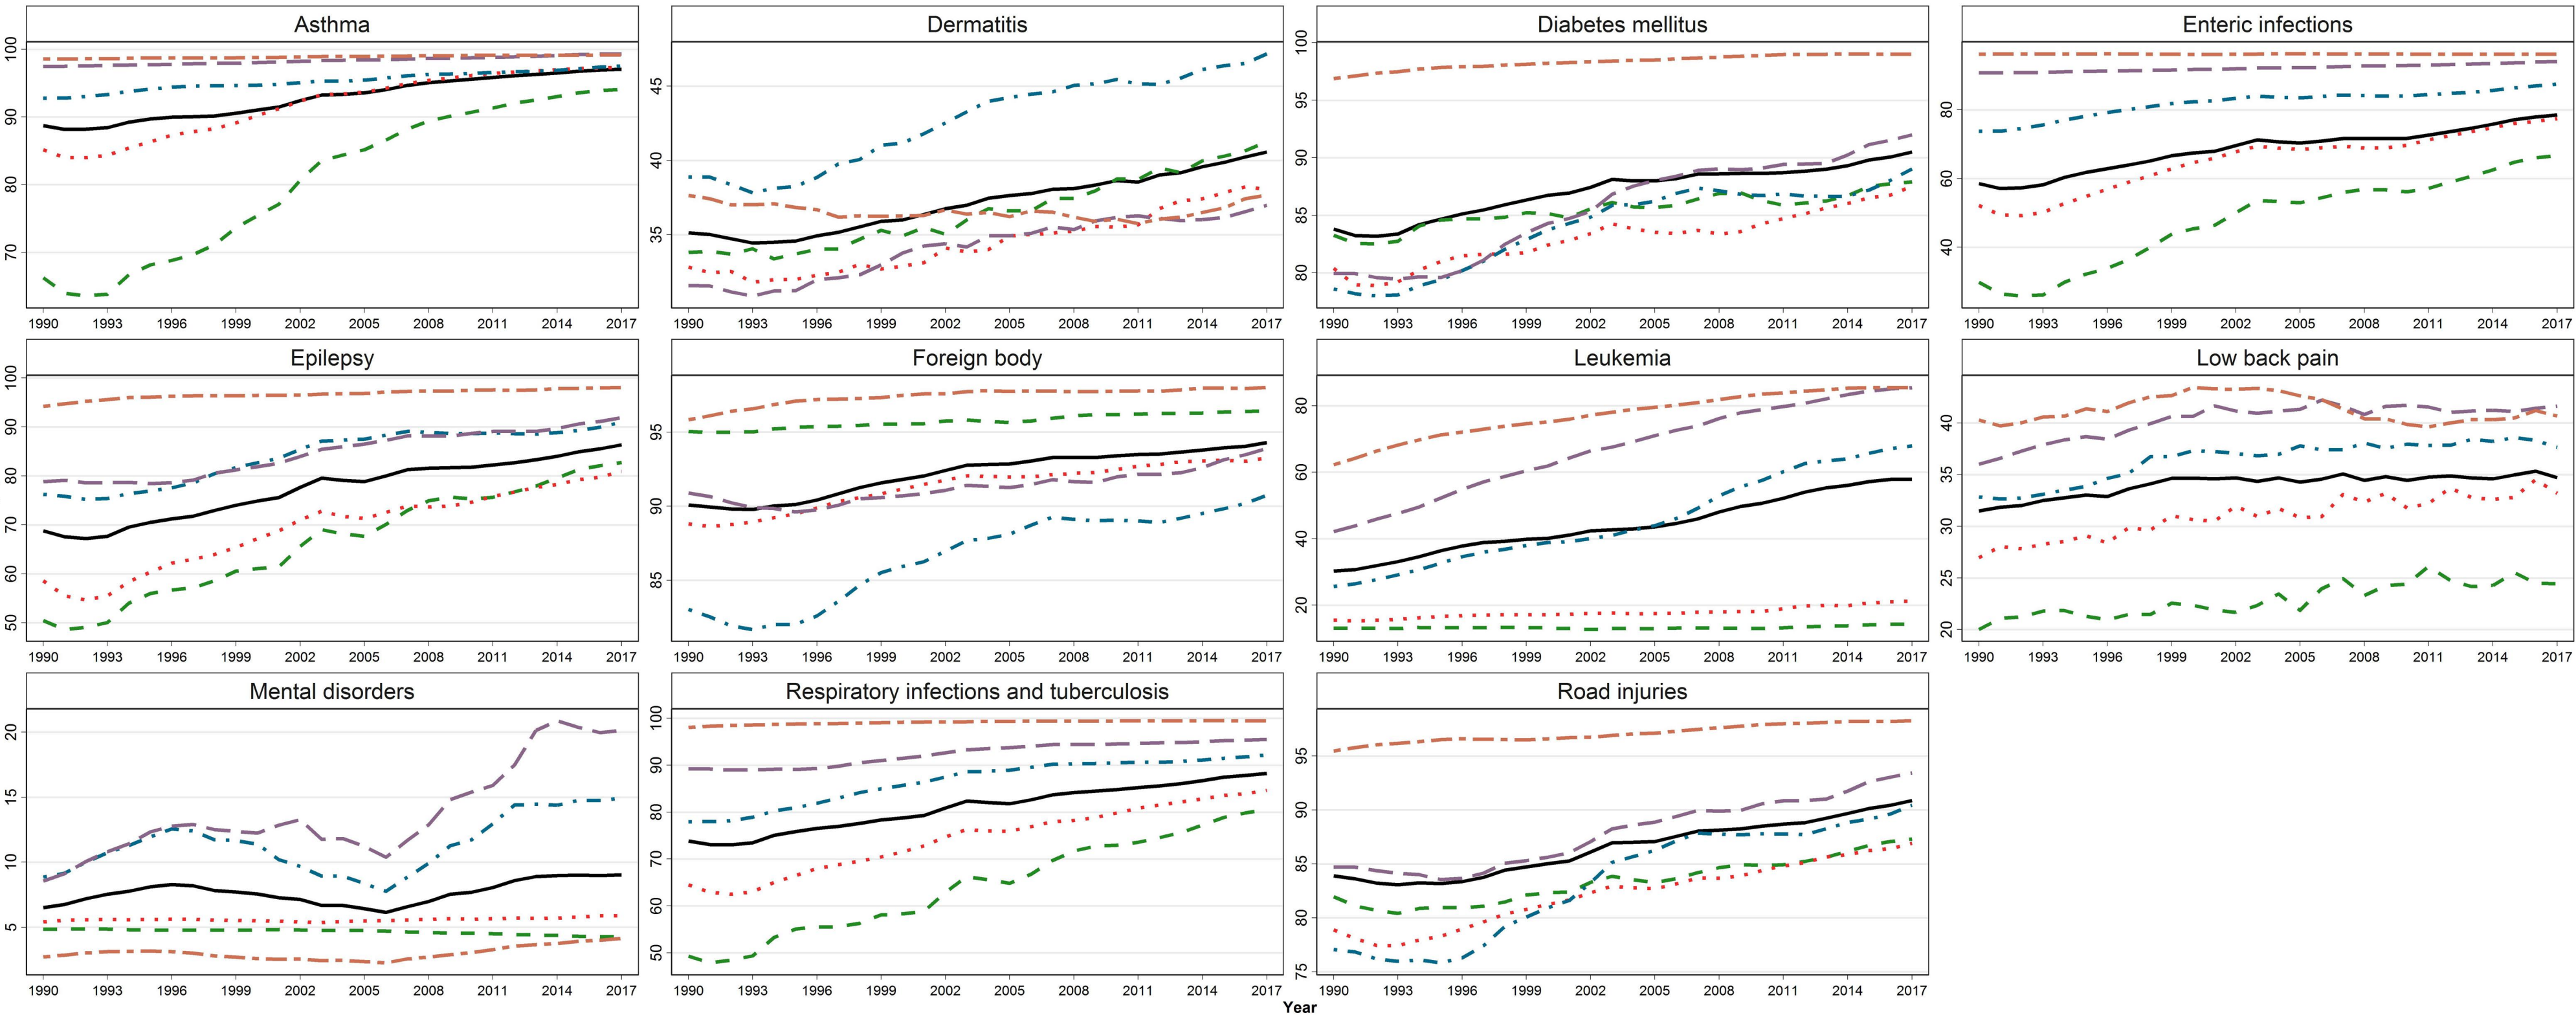 Asthma
Dermatitis
Diabetes mellitus
Enteric infections
100
90
80
70
45
40
35
100
95
90
85
80
80
60
40
1990 1993 1996 1999 2002 2005 2008 2011 2014 2017
1990 1993 1996 1999 2002 2005 2008 2011 2014 2017
1990 1993 1996 1999 2002 2005 2008 2011 2014 2017
1990 1993 1996 1999 2002 2005 2008 2011 2014 2017
Epilepsy
Foreign body
Leukemia
Low back pain
100
90
80
70
60
50
95
90
85
80
60
40
20
40
35
30
25
20
1990 1993 1996 1999 2002 2005 2008 2011 2014 2017
1990 1993 1996 1999 2002 2005 2008 2011 2014 2017
1990 1993 1996 1999 2002 2005 2008 2011 2014 2017
1990 1993 1996 1999 2002 2005 2008 2011 2014 2017
Mental disorders
Respiratory infections and tuberculosis
Road injuries
20
15
10
5
100
90
80
70
60
50
95
90
85
80
75
1990 1993 1996 1999 2002 2005 2008 2011 2014 2017
1990 1993 1996 1999 2002 2005 2008 2011 2014 2017
1990 1993 1996 1999 2002 2005 2008 2011 2014 2017
Year